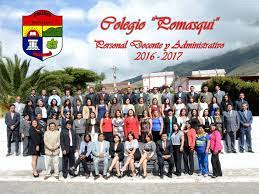 Colegio "Pomasqui"
Personal Docente y Administrativo
2016 - 2017